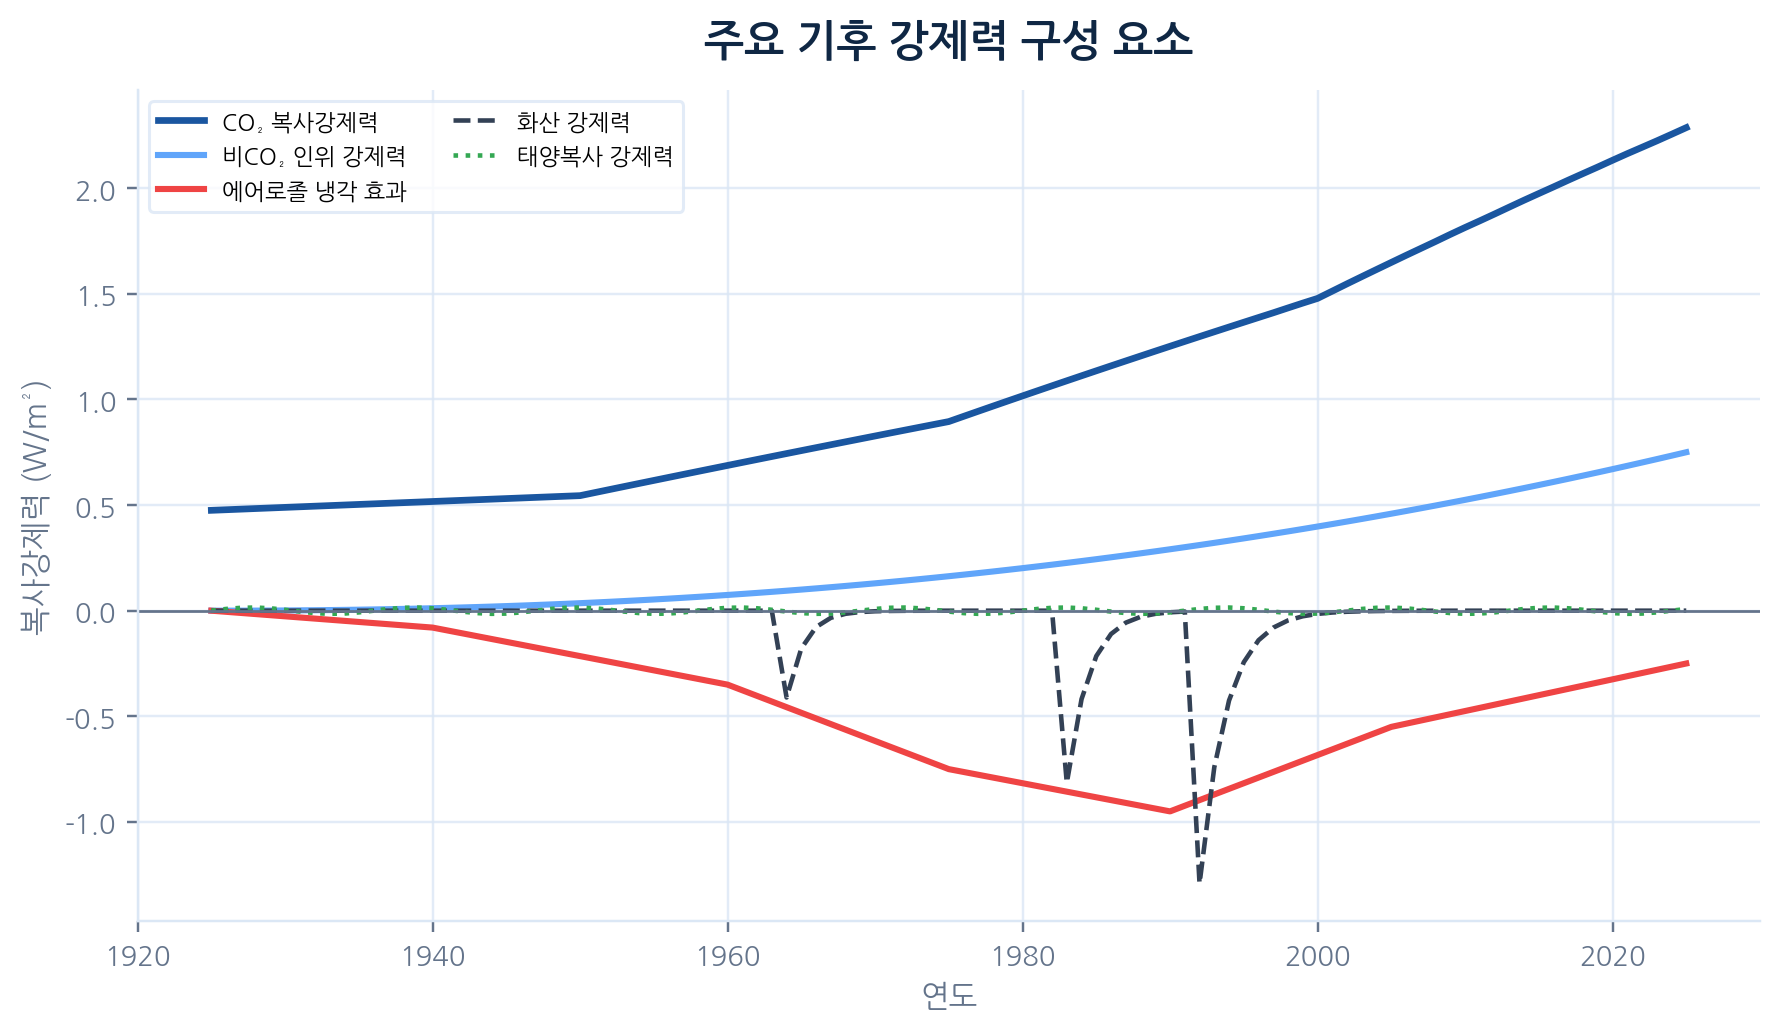 주요 기후 강제력 구성 요소
CO₂ 복사강제력
비CO₂ 인위 강제력
에어로졸 냉각 효과
화산 강제력
태양복사 강제력
복사강제력 (W/m²)
2.0
1.5
1.0
0.5
0.0
-0.5
-1.0
1920 1940 1960 1980 2000 2020
연도